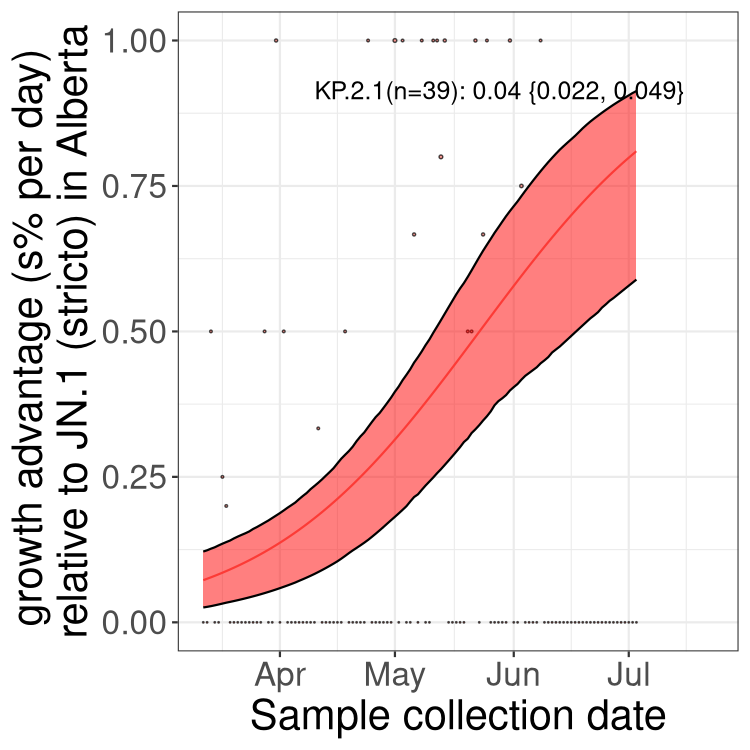 growth advantage (s% per day)
relative to JN.1 (stricto) in Alberta
1.00
0.75
0.50
0.25
0.00
KP.2.1(n=39): 0.04 {0.022, 0.049}
Apr May Jun Jul
Sample collection date